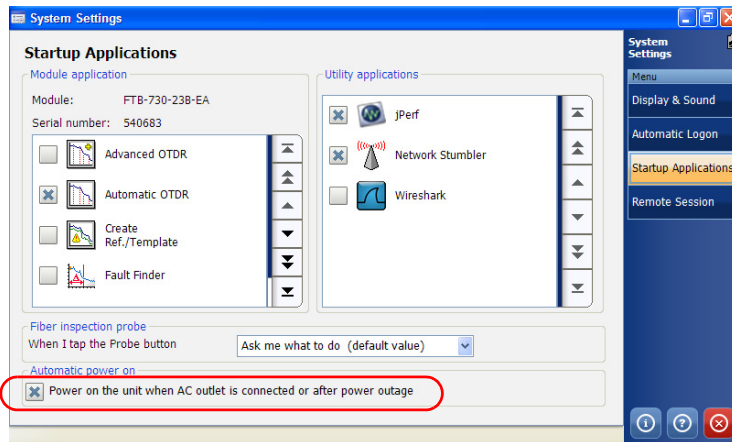 System Settings
Startup Applications
Module application
Module: FTB-730-23B-EA
Serial number: 540683
Advanced OTDR
Automatic OTDR
Create
Ref./Template
Fault Finder
Utility applications
jPerf
Network Stumbler
Wireshark
Fiber inspection probe
When I tap the Probe button Ask me what to do (default value)
Automatic power on
Power on the unit when AC outlet is connected or after power outage
System
Settings
Menu
Display & Sound
Automatic Logon
Startup Applications
Remote Session